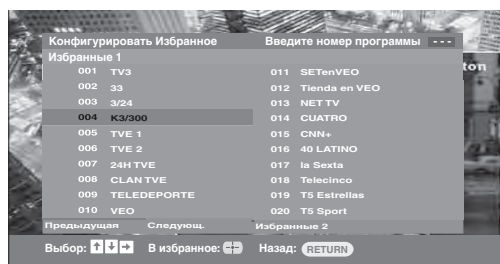 Конфигурировать Избранное Введите номер программы ---
Избранные 1
001 TV3
002 33
003 3/24
004 K3/300
005 TVE 1
006 TVE 2
007 24H TVE
008 CLAN TVE
009 TELEDEPORTE
010 VEO
011 SETenVEO
012 Tienda en VEO
013 NET TV
014 CUATRO
015 CNN+
016 40 LATINO
017 la Sexta
018 Telecinco
019 T5 Estrellas
020 T5 Sport
Предыдущая Следующ. Избранные 2
Выбор: В избранное: Назад: RETURN
ton